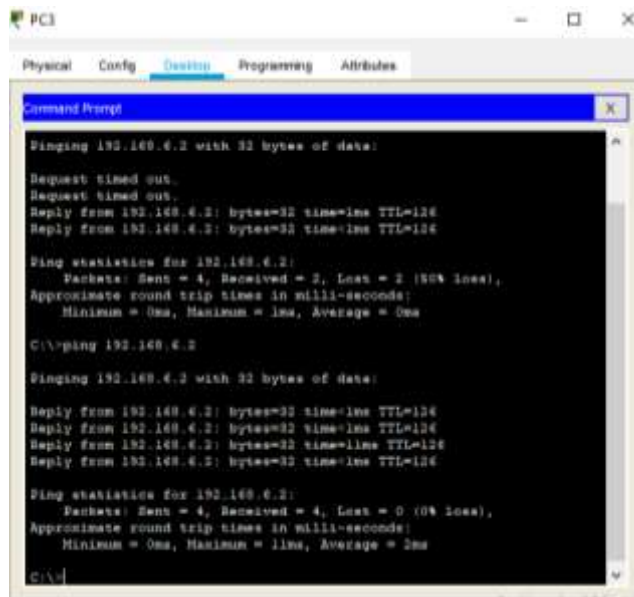 PC3
Physical Config Desktop Programming Attributes
Command Prompt X
Pinging 192.168.6.2 with 32 bytes of data:
Request timed out.
Request timed out.
Reply from 192.168.6.2: bytes=32 time=1ms TTL=126
Reply from 192.168.6.2: bytes=32 time<1ms TTL=126
Ping statistics for 192.168.6.2:
Packets: Sent = 4, Received = 2, Lost = 2 (50% loss),
Approximate round trip times in milli-seconds:
Minimum = 0ms, Maximum = 1ms, Average = 0ms
C:\>ping 192.168.6.2
Pinging 192.168.6.2 with 32 bytes of data:
Reply from 192.168.6.2: bytes=32 time<1ms TTL=126
Reply from 192.168.6.2: bytes=32 time<1ms TTL=126
Reply from 192.168.6.2: bytes=32 time=11ms TTL=126
Reply from 192.168.6.2: bytes=32 time<1ms TTL=126
Ping statistics for 192.168.6.2:
Packets: Sent = 4, Received = 4, Lost = 0 (0% loss),
Approximate round trip times in milli-seconds:
Minimum = 0ms, Maximum = 11ms, Average = 2ms
C:\>